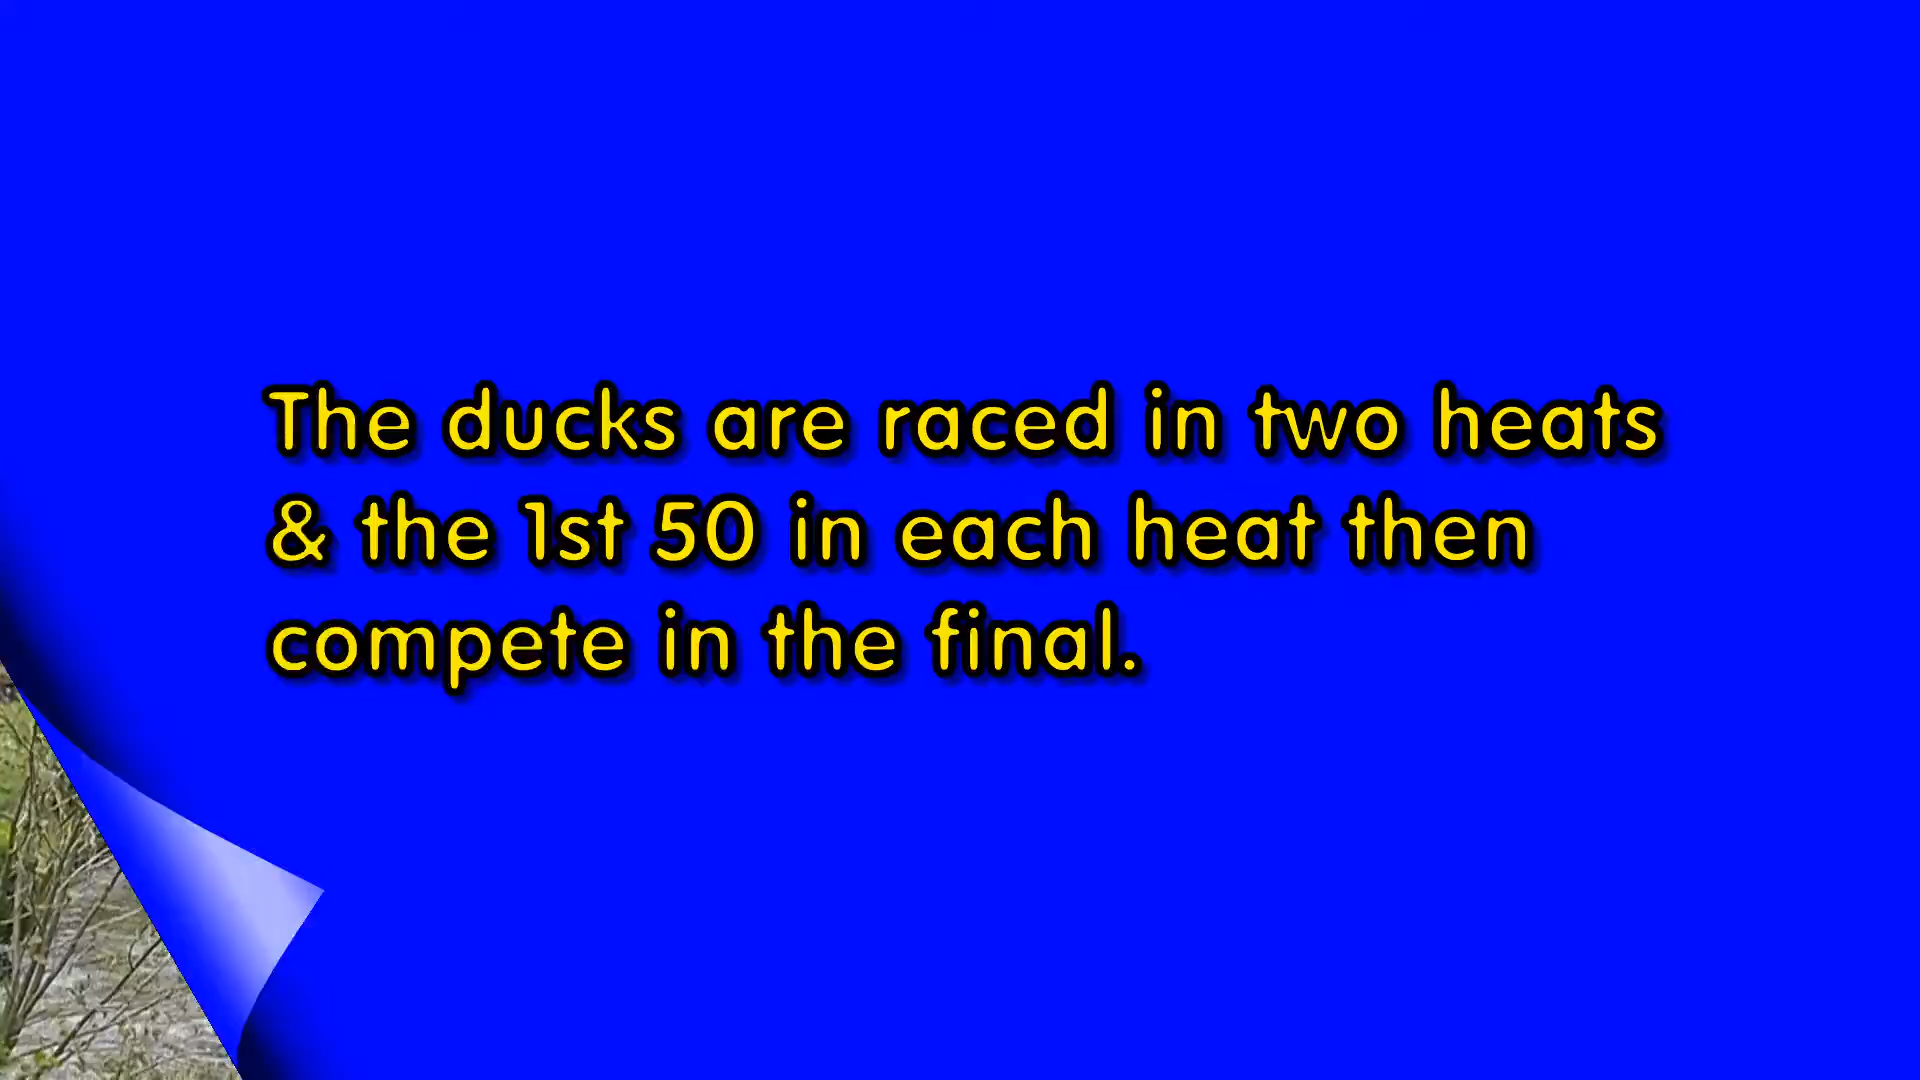 The ducks are raced in two heats
& the 1st 50 in each heat then
compete in the final.